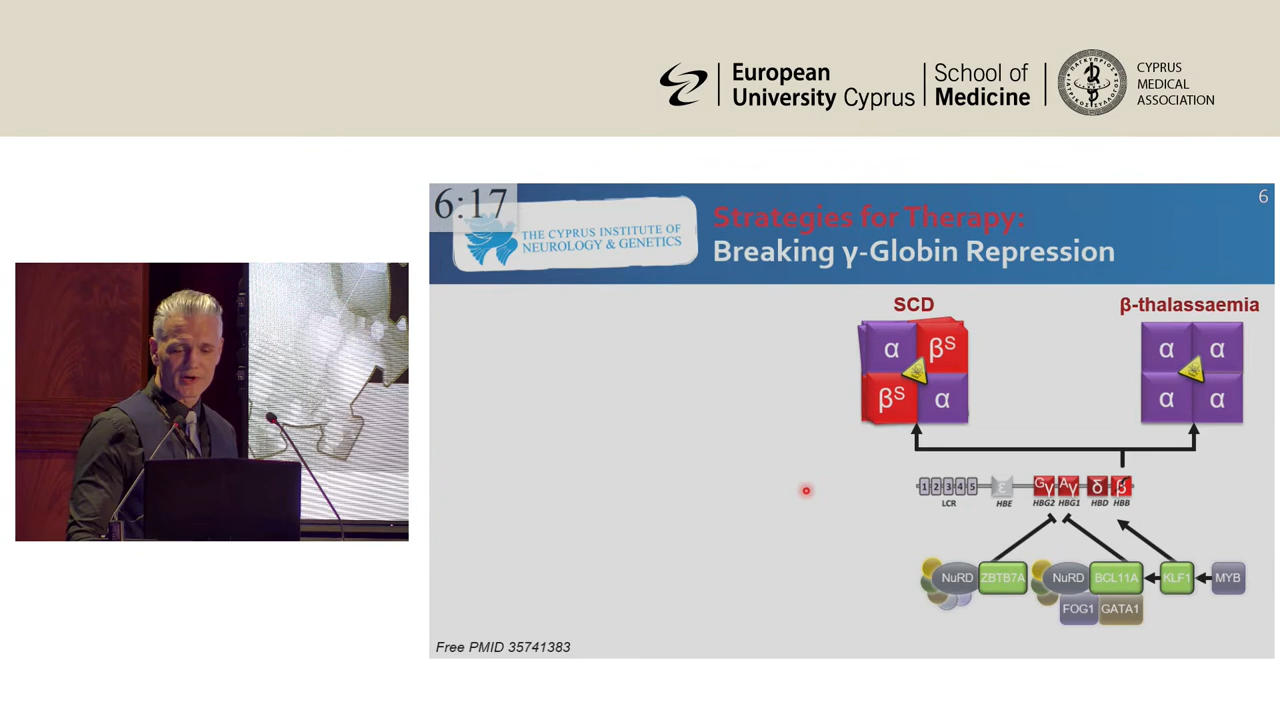 European
University Cyprus
School of
Medicine
CYPRUS
MEDICAL
ASSOCIATION
6:17
THE CYPRUS INSTITUTE OF
NEUROLOGY & GENETICS
Strategies for Therapy:
Breaking γ-Globin Repression
6
SCD
β-thalassaemia
α βS
βS α
α α
α α
1 2 3 4 5
ε
Gγ Aγ δ β
LCR HBE HBG2 HBG1 HBD HBB
NuRD ZBTB7A NuRD BCL11A KLF1 MYB
FOG1 GATA1
Free PMID 35741383